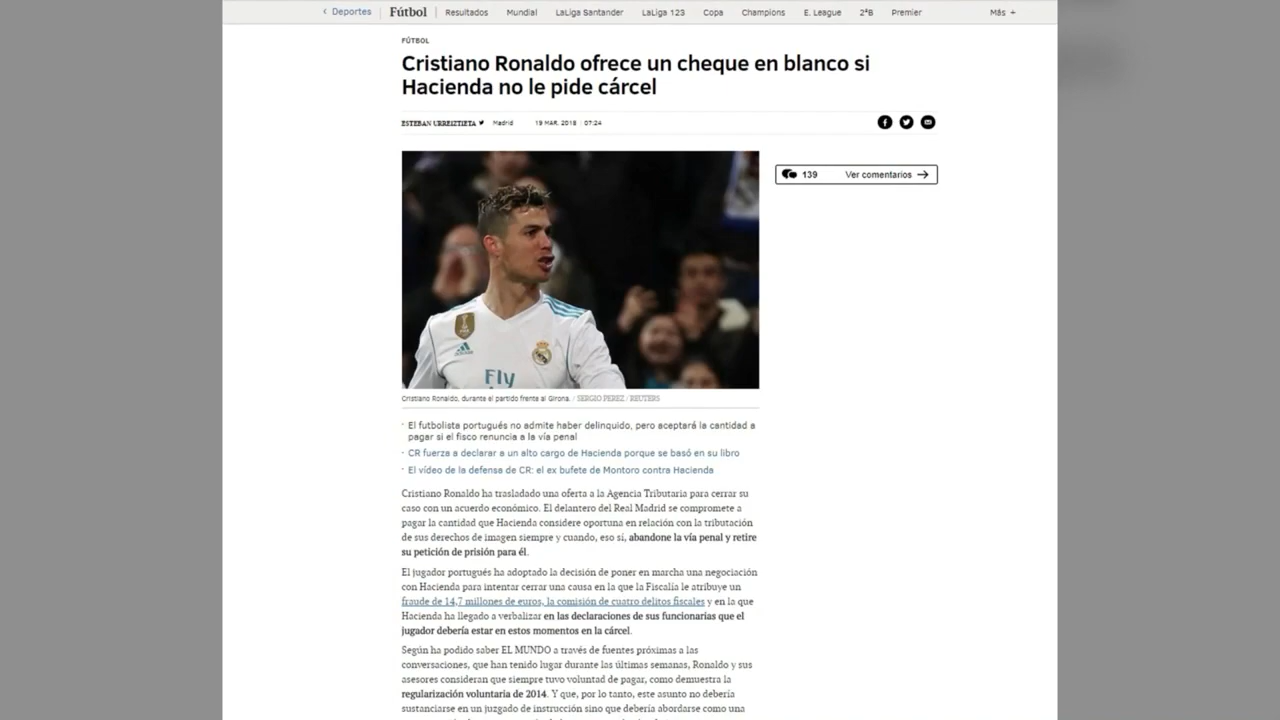 Deportes
Fútbol
Resultados
Mundial
LaLiga Santander
LaLiga 123
Copa
Champions
E. League
2ªB
Premier
Más +
FÚTBOL
Cristiano Ronaldo ofrece un cheque en blanco si
Hacienda no le pide cárcel
ESTEBAN URREIZTIETA
Madrid
19 MAR. 2018 | 07:24
139
Ver comentarios
Fly
Cristiano Ronaldo, durante el partido frente al Girona. / SERGIO PEREZ / REUTERS
El futbolista portugués no admite haber delinquido, pero aceptará la cantidad a
pagar si el fisco renuncia a la vía penal
CR fuerza a declarar a un alto cargo de Hacienda porque se basó en su libro
El vídeo de la defensa de CR: el ex bufete de Montoro contra Hacienda
Cristiano Ronaldo ha trasladado una oferta a la Agencia Tributaria para cerrar su
caso con un acuerdo económico. El delantero del Real Madrid se compromete a
pagar la cantidad que Hacienda considere oportuna en relación con la tributación
de sus derechos de imagen siempre y cuando, eso sí, abandone la vía penal y retire
su petición de prisión para él.
El jugador portugués ha adoptado la decisión de poner en marcha una negociación
con Hacienda para intentar cerrar una causa en la que la Fiscalía le atribuye un
fraude de 14,7 millones de euros, la comisión de cuatro delitos fiscales y en la que
Hacienda ha llegado a verbalizar en las declaraciones de sus funcionarias que el
jugador debería estar en estos momentos en la cárcel.
Según ha podido saber EL MUNDO a través de fuentes próximas a las
conversaciones, que han tenido lugar durante las últimas semanas, Ronaldo y sus
asesores consideran que siempre tuvo voluntad de pagar, como demuestra la
regularización voluntaria de 2014. Y que, por lo tanto, este asunto no debería
sustanciarse en un juzgado de instrucción sino que debería abordarse como una